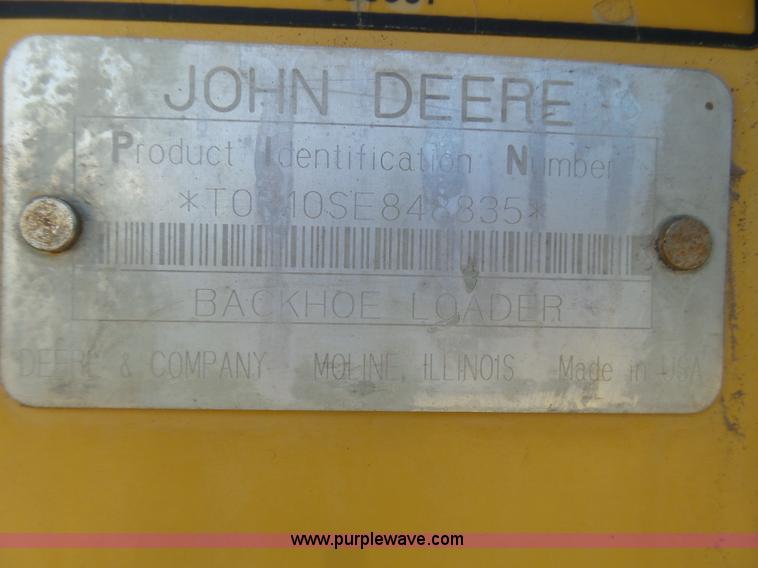 JOHN DEERE
Product Identification Number
BACKHOE LOADER
DEERE & COMPANY MOLINE, ILLINOIS Made in USA
www.purplewave.com